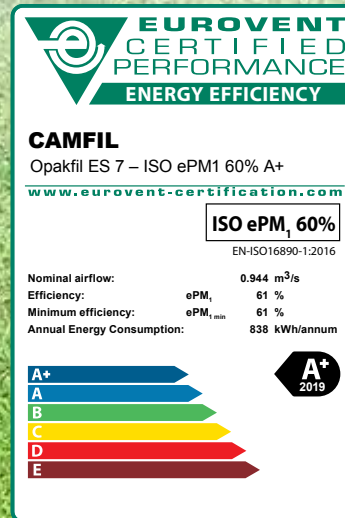 EUROVENT
CERTIFIED
PERFORMANCE
ENERGY EFFICIENCY
CAMFIL
Opakfil ES 7 – ISO ePM1 60% A+
www.eurovent-certification.com
ISO ePM₁ 60%
EN-ISO16890-1:2016
Nominal airflow: 0.944 m³/s
Efficiency: ePM₁ 61 %
Minimum efficiency: ePM₁ min 61 %
Annual Energy Consumption: 838 kWh/annum
A+
A
B
C
D
E
A+
2019